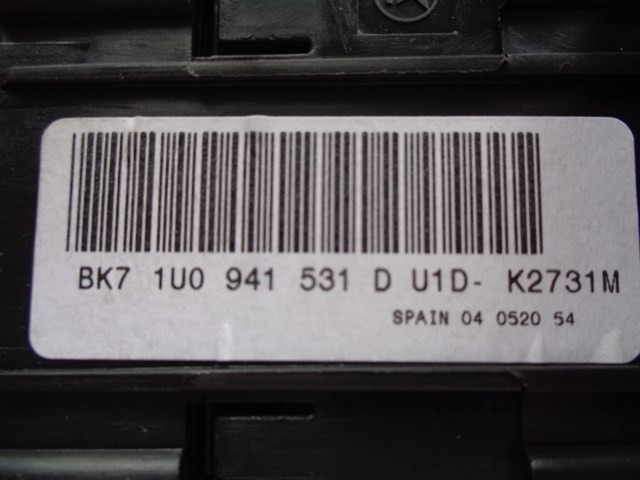 BK7 1U0 941 531 D U1D- K2731M
SPAIN 04 0520 54